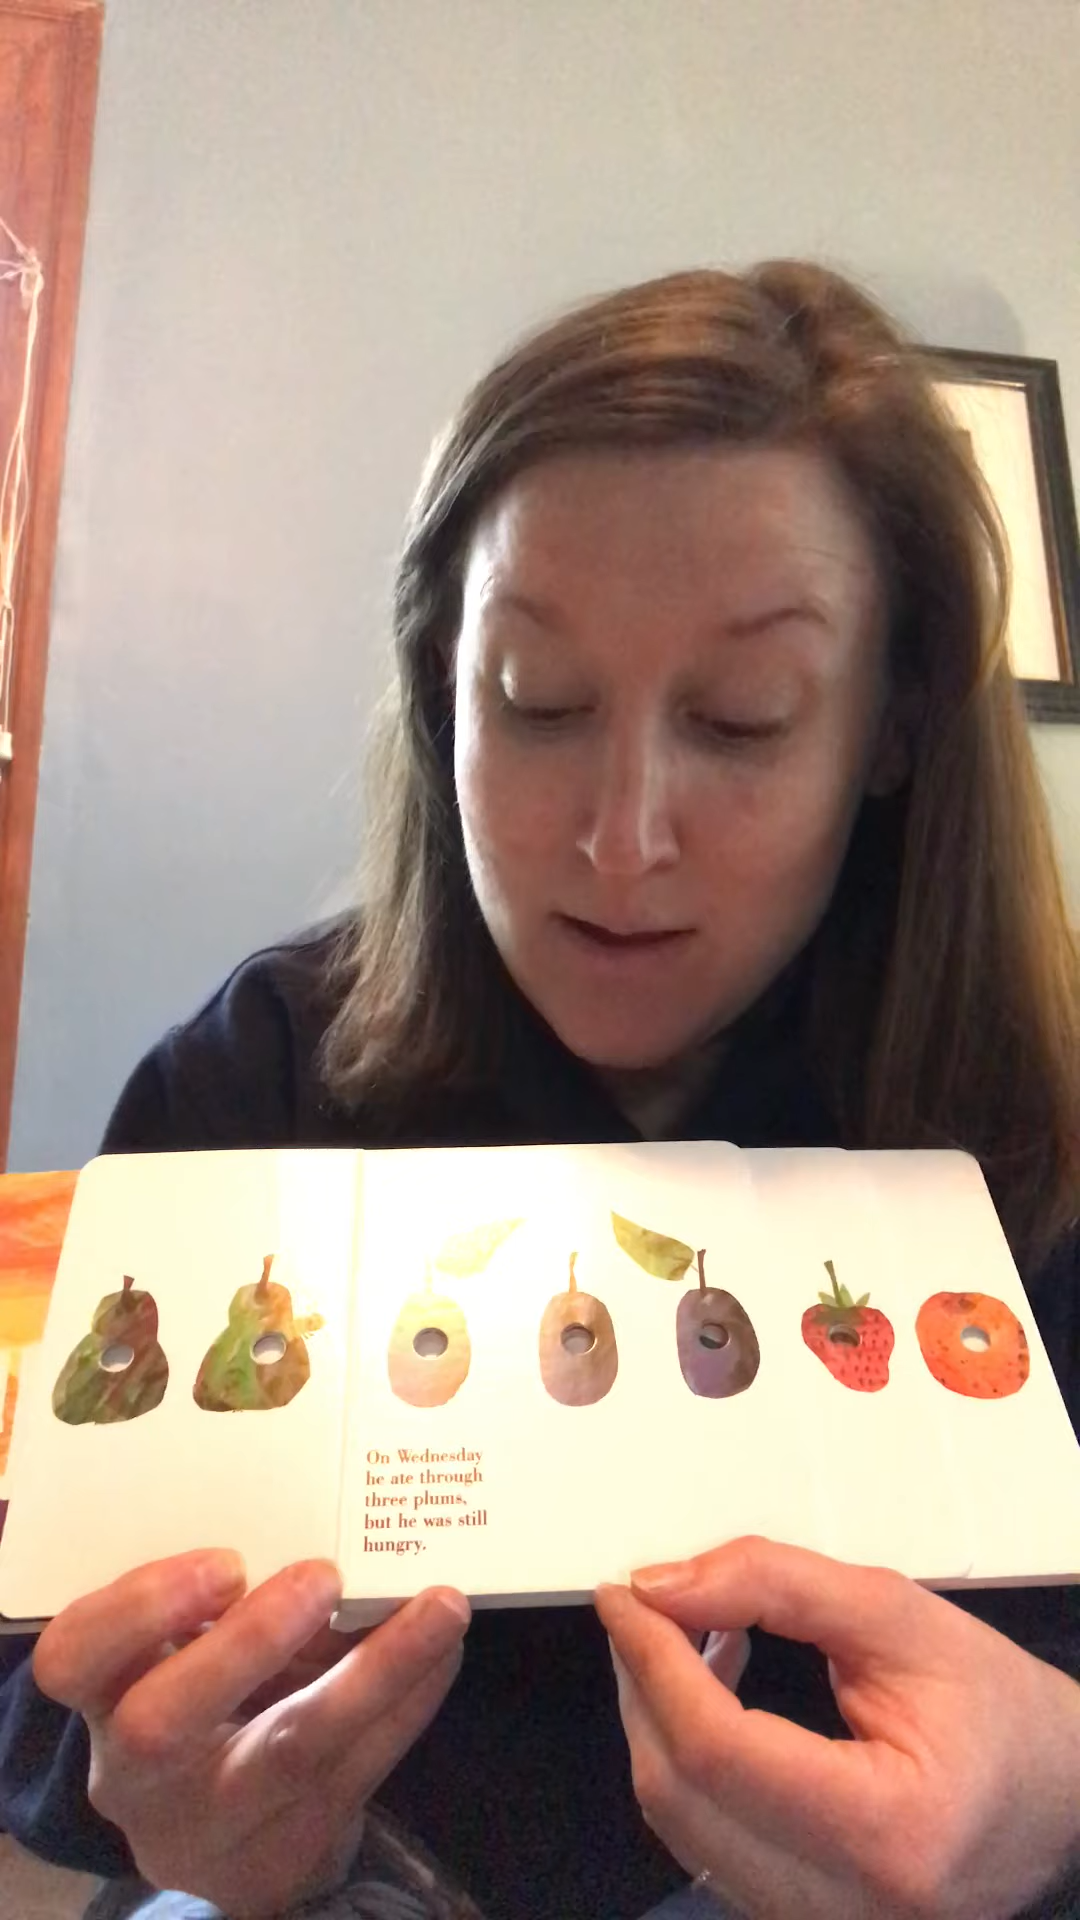 On Wednesday
he ate through
three plums,
but he was still
hungry.